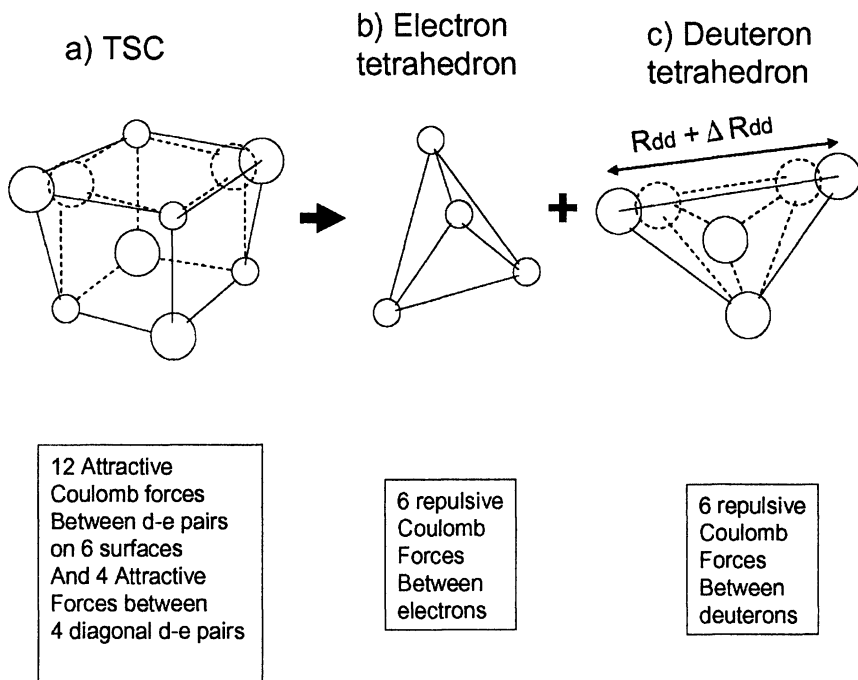 a) TSC
b) Electron
tetrahedron
c) Deuteron
tetrahedron
Rdd + Δ Rdd
12 Attractive
Coulomb forces
Between d-e pairs
on 6 surfaces
And 4 Attractive
Forces between
4 diagonal d-e pairs
6 repulsive
Coulomb
Forces
Between
electrons
6 repulsive
Coulomb
Forces
Between
deuterons